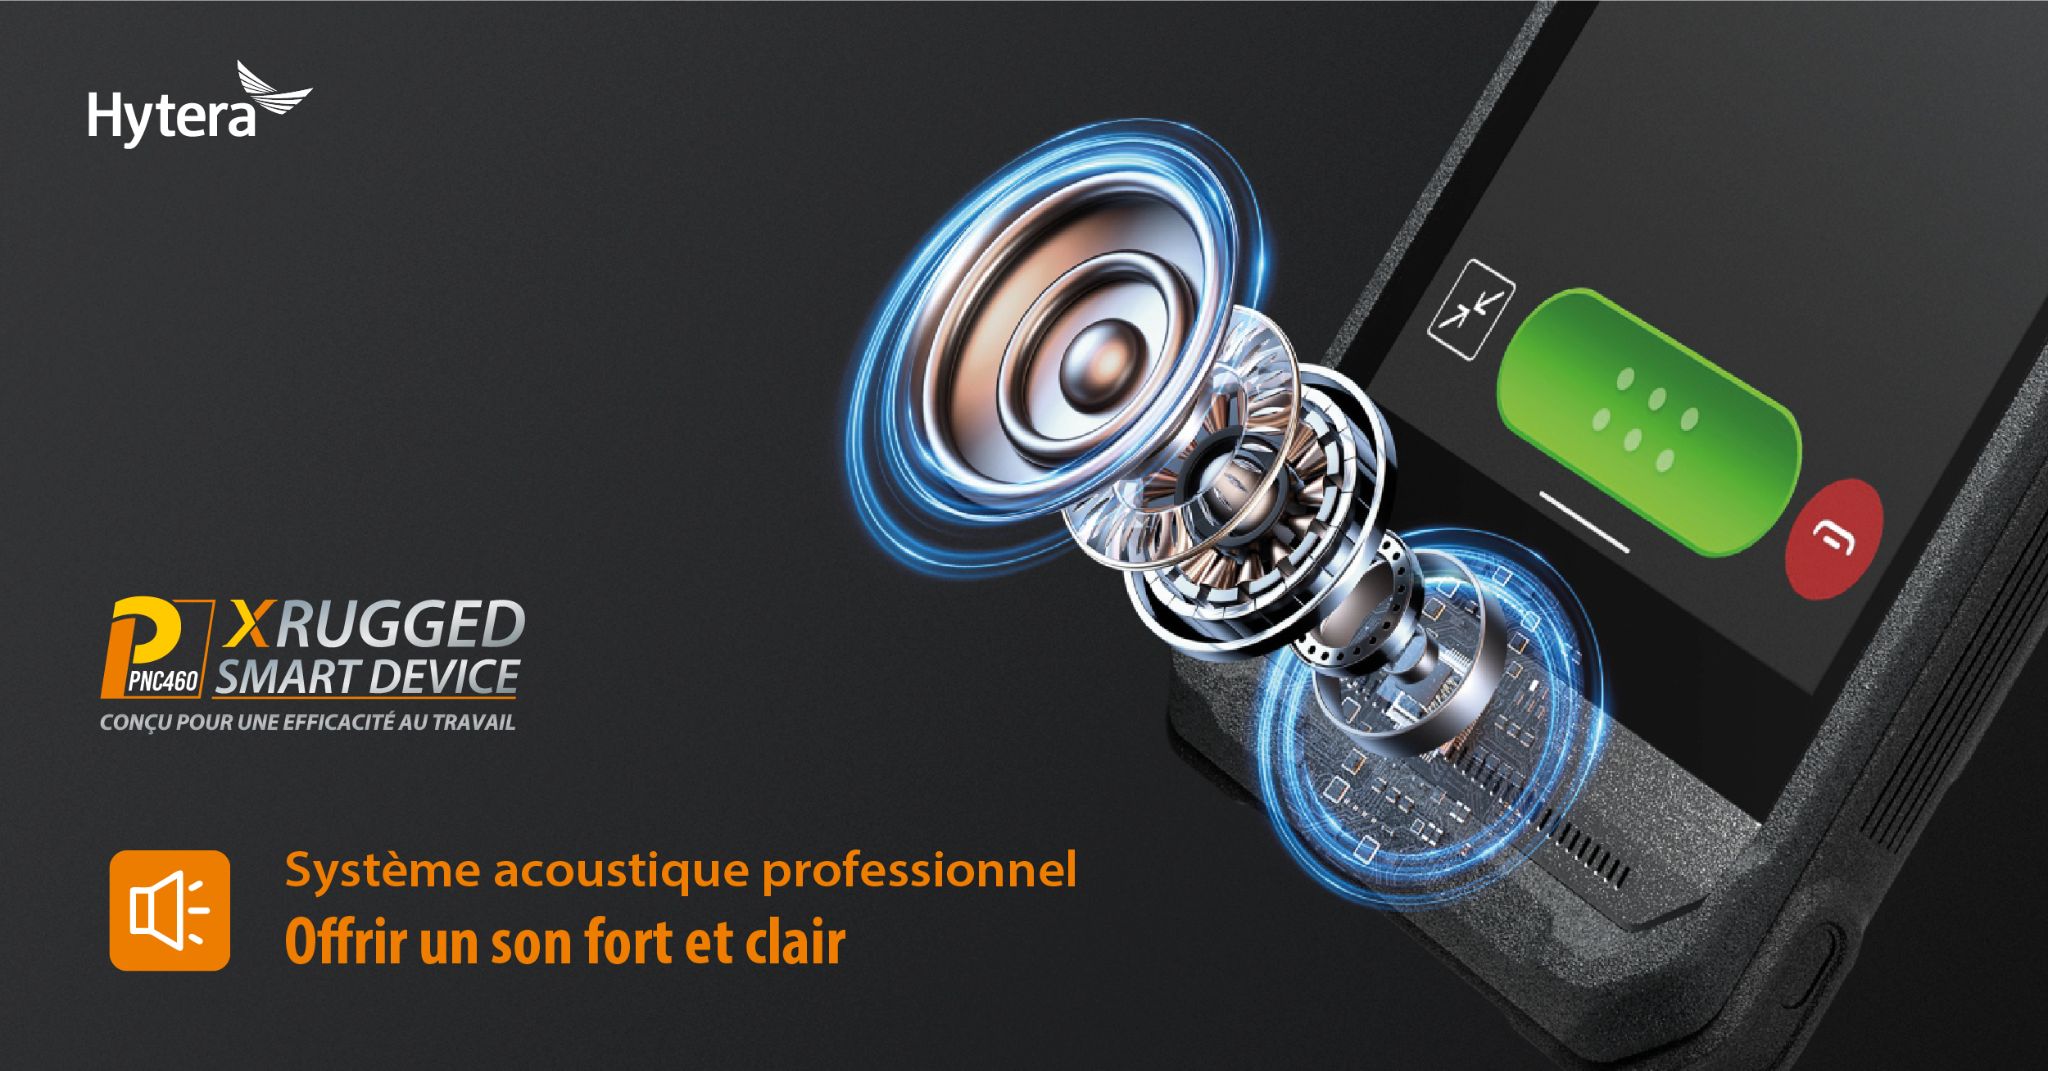 Hytera
PNC460
XRUGGED
SMART DEVICE
CONÇU POUR UNE EFFICACITÉ AU TRAVAIL
Système acoustique professionnel
Offrir un son fort et clair